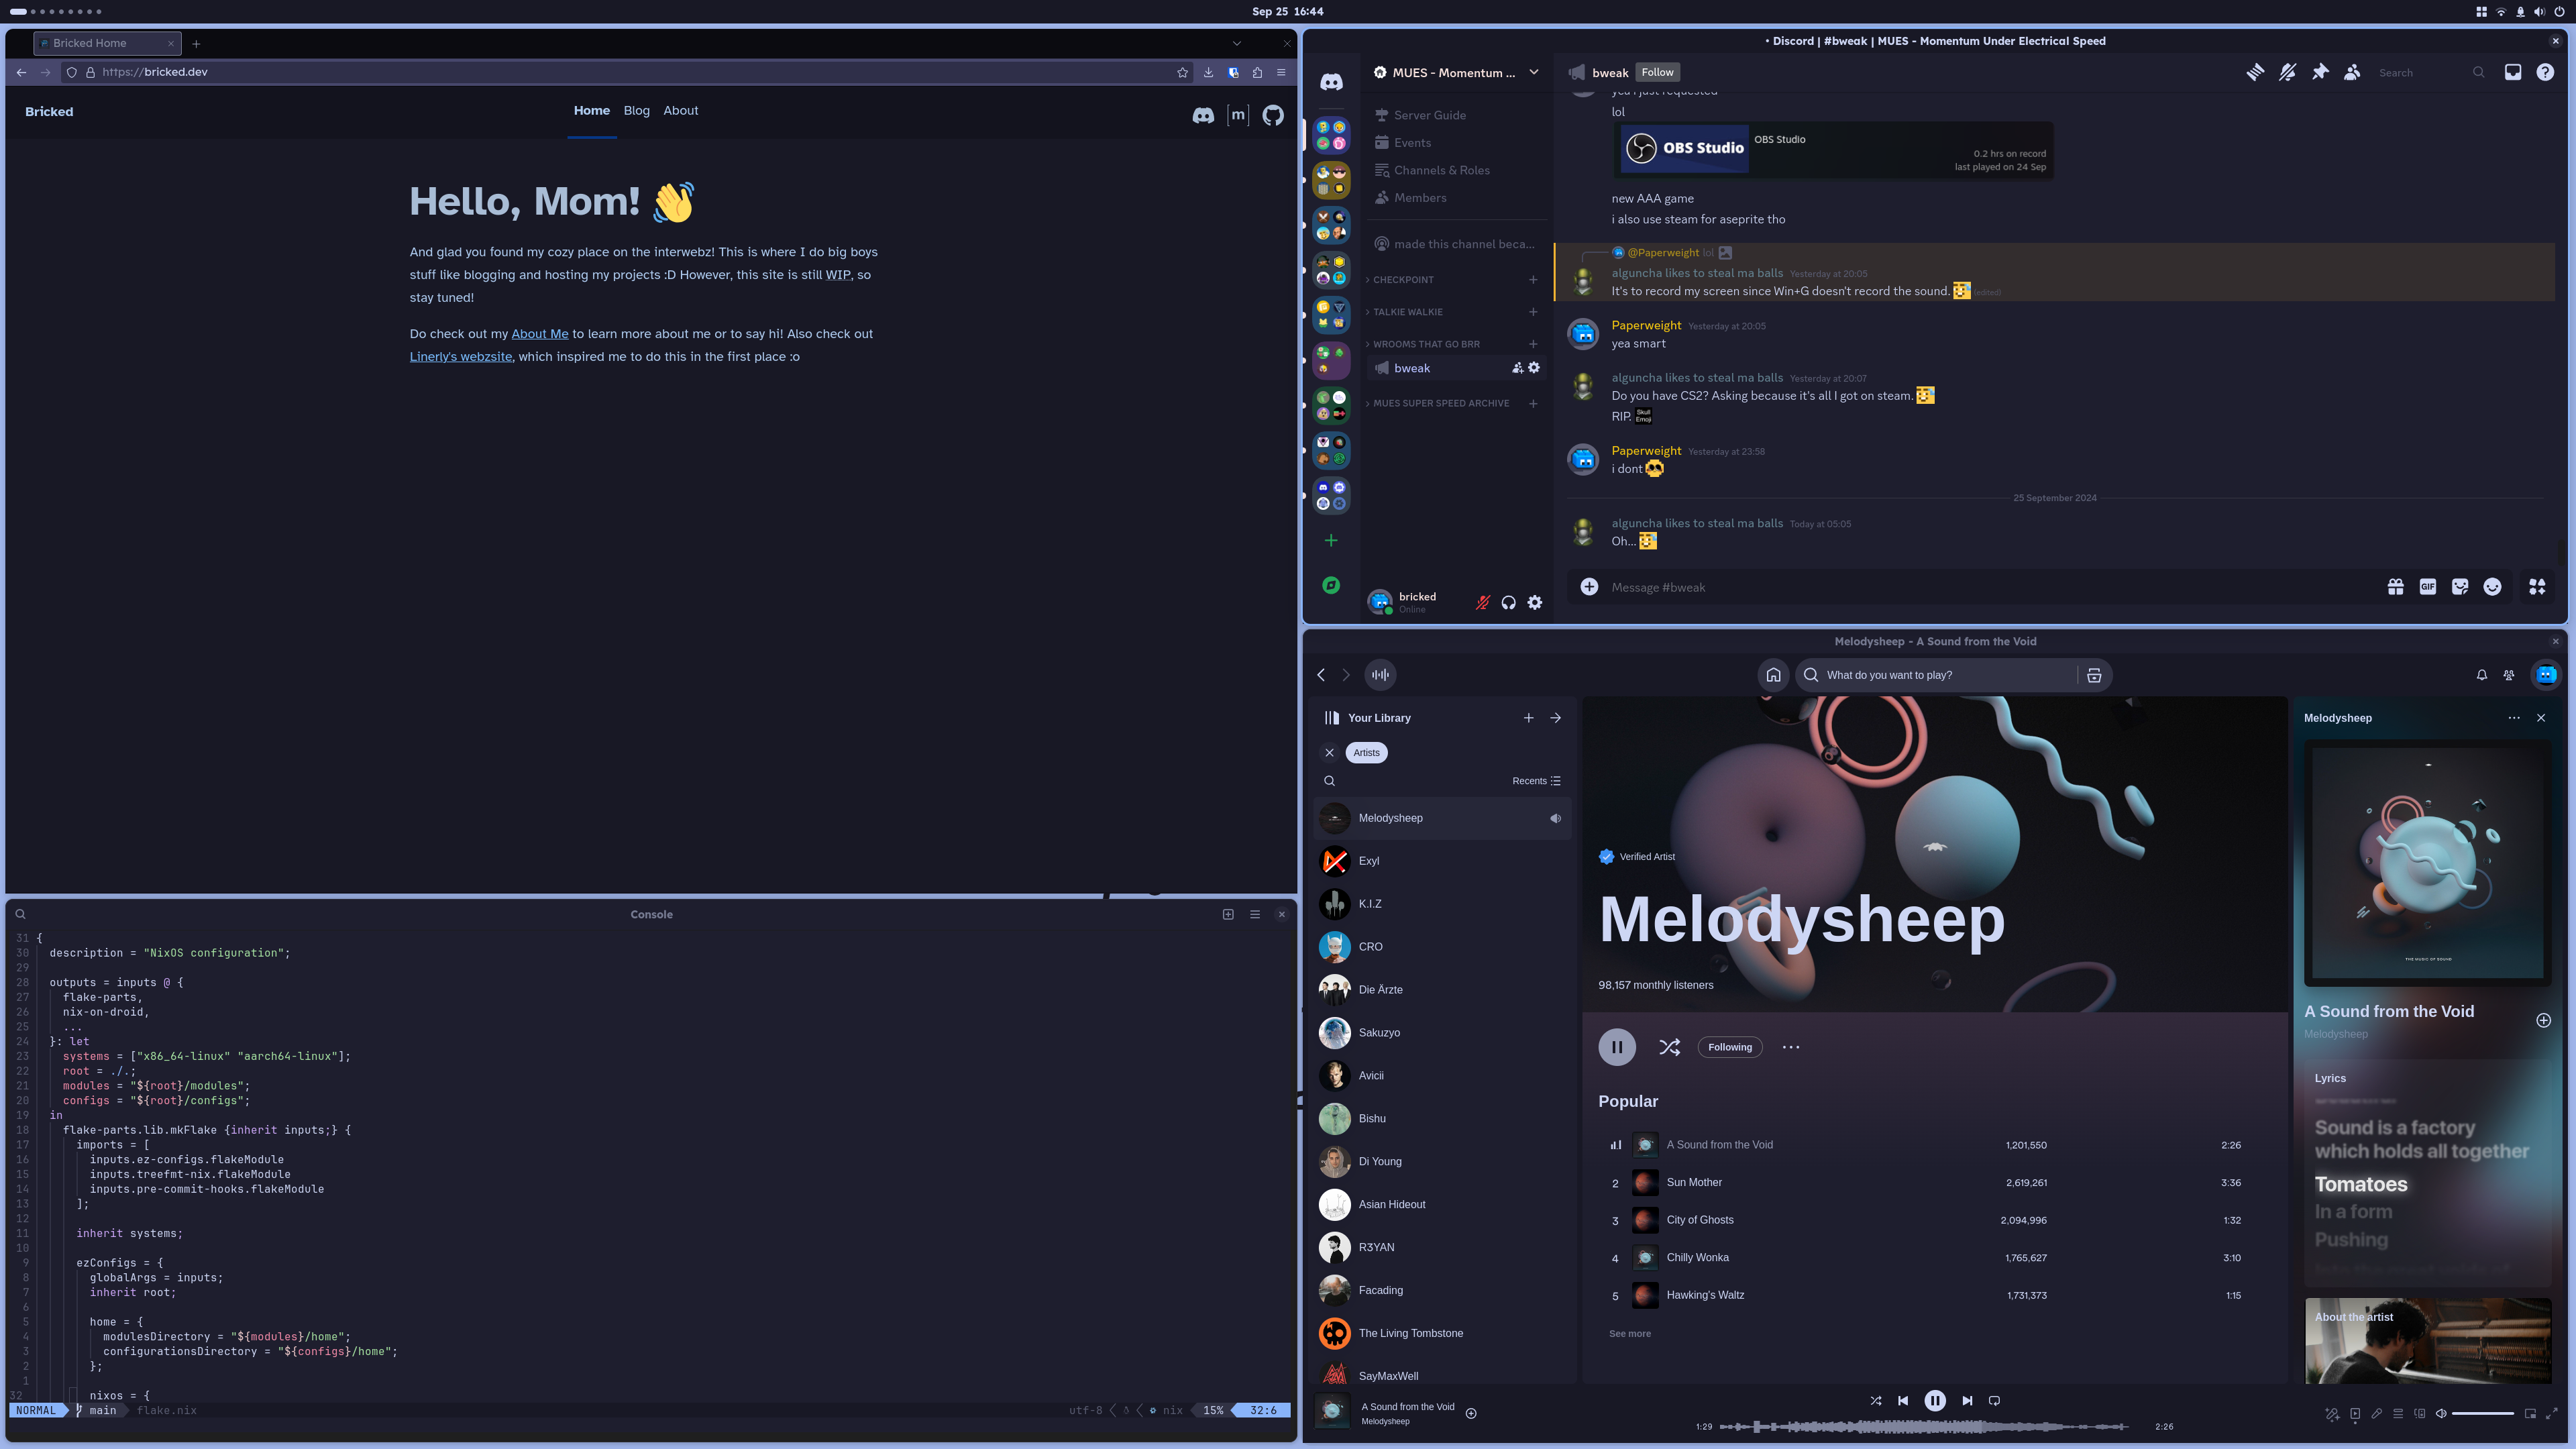 Sep 25 16:44
Bricked Home
https://bricked.dev
Bricked
Home Blog About
[m]
Hello, Mom! 👋
And glad you found my cozy place on the interwebz! This is where I do big boys
stuff like blogging and hosting my projects :D However, this site is still WIP, so
stay tuned!
Do check out my About Me to learn more about me or to say hi! Also check out
Linerly's webzsite, which inspired me to do this in the first place :o
Console
31 {
30 description = "NixOS configuration";
29
28 outputs = inputs @ {
27 flake-parts,
26 nix-on-droid,
25 ...
24 }: let
23 systems = ["x86_64-linux" "aarch64-linux"];
22 root = ./.;
21 modules = "${root}/modules";
20 configs = "${root}/configs";
19 in
18 flake-parts.lib.mkFlake {inherit inputs;} {
17 imports = [
16 inputs.ez-configs.flakeModule
15 inputs.treefmt-nix.flakeModule
14 inputs.pre-commit-hooks.flakeModule
13 ];
12
11 inherit systems;
10
9 ezConfigs = {
8 globalArgs = inputs;
7 inherit root;
6
5 home = {
4 modulesDirectory = "${modules}/home";
3 configurationsDirectory = "${configs}/home";
2 };
1
32 nixos = {
NORMAL main flake.nix utf-8 nix 15% 32:6
• Discord | #bweak | MUES - Momentum Under Electrical Speed
MUES - Momentum ...
Server Guide
Events
Channels & Roles
Members
made this channel beca...
CHECKPOINT
TALKIE WALKIE
WROOMS THAT GO BRR
bweak
MUES SUPER SPEED ARCHIVE
bricked
Online
bweak Follow
Search
yea i just requested
lol
OBS Studio
OBS Studio
0.2 hrs on record
last played on 24 Sep
new AAA game
i also use steam for aseprite tho
@Paperweight lol
alguncha likes to steal ma balls Yesterday at 20:05
It's to record my screen since Win+G doesn't record the sound. (edited)
Paperweight Yesterday at 20:05
yea smart
alguncha likes to steal ma balls Yesterday at 20:07
Do you have CS2? Asking because it's all I got on steam.
RIP. Skull Emoji
Paperweight Yesterday at 23:58
i dont
25 September 2024
alguncha likes to steal ma balls Today at 05:05
Oh...
Message #bweak
GIF
Melodysheep - A Sound from the Void
What do you want to play?
Your Library
Artists
Recents
Melodysheep
Exyl
K.I.Z
CRO
Die Ärzte
Sakuzyo
Avicii
Bishu
Di Young
Asian Hideout
R3YAN
Facading
The Living Tombstone
SayMaxWell
Verified Artist
Melodysheep
98,157 monthly listeners
Following
Popular
A Sound from the Void 1,201,550 2:26
2 Sun Mother 2,619,261 3:36
3 City of Ghosts 2,094,996 1:32
4 Chilly Wonka 1,765,627 3:10
5 Hawking's Waltz 1,731,373 1:15
See more
Melodysheep
THE MUSIC OF SOUND
A Sound from the Void
Melodysheep
Lyrics
Sound is a factory
which holds all together
Tomatoes
In a form
Pushing
About the artist
A Sound from the Void
Melodysheep
1:29
2:26